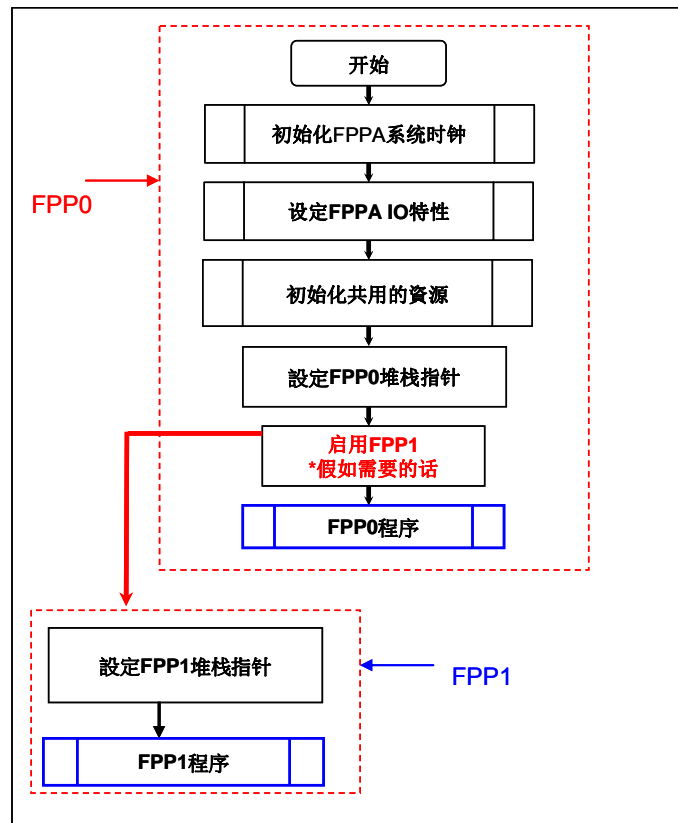 开始
初始化FPPA系统时钟
FPP0
设定FPPA IO特性
初始化共用的資源
設定FPP0堆栈指针
启用FPP1
*假如需要的话
FPP0程序
設定FPP1堆栈指针
FPP1
FPP1程序